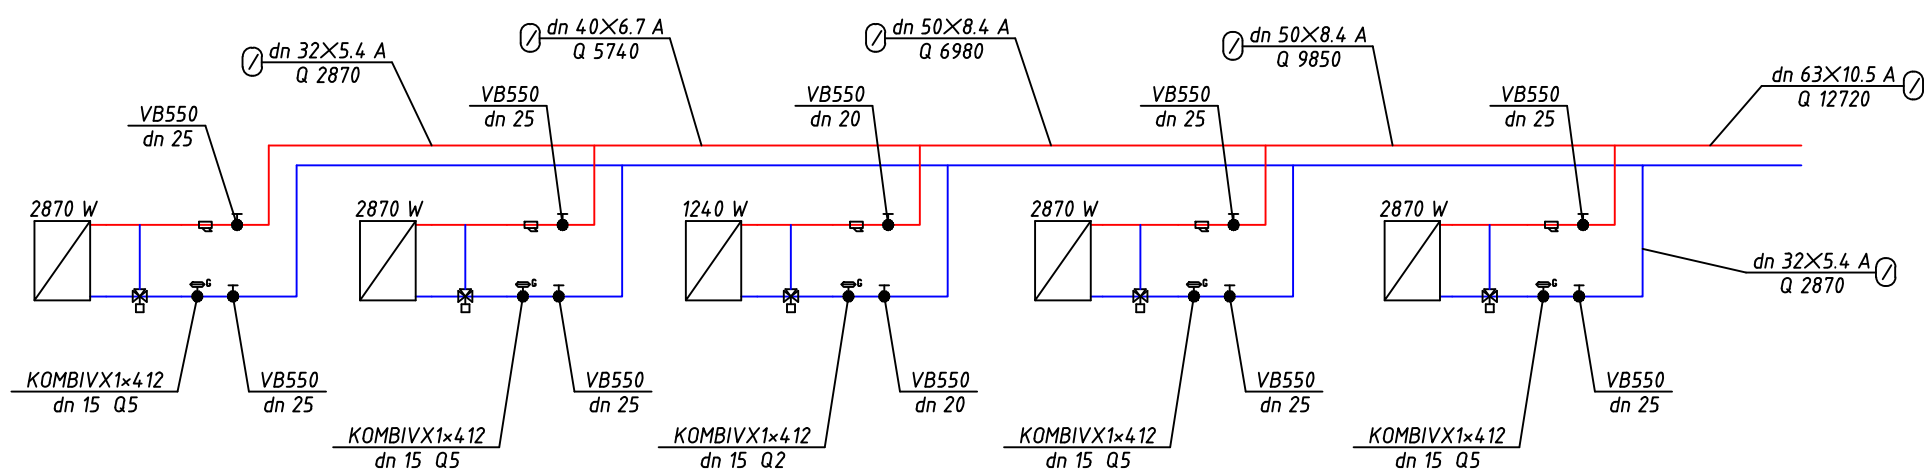 dn 32×5.4 A
Q 2870
dn 40×6.7 A
Q 5740
dn 50×8.4 A
Q 6980
dn 50×8.4 A
Q 9850
dn 63×10.5 A
Q 12720
VB550
dn 25
VB550
dn 25
VB550
dn 20
VB550
dn 25
VB550
dn 25
2870 W
2870 W
1240 W
2870 W
2870 W
dn 32×5.4 A
Q 2870
G
G
G
G
G
KOMBIVX1×412
dn 15 Q5
VB550
dn 25
KOMBIVX1×412
dn 15 Q5
VB550
dn 25
KOMBIVX1×412
dn 15 Q2
VB550
dn 20
KOMBIVX1×412
dn 15 Q5
VB550
dn 25
KOMBIVX1×412
dn 15 Q5
VB550
dn 25